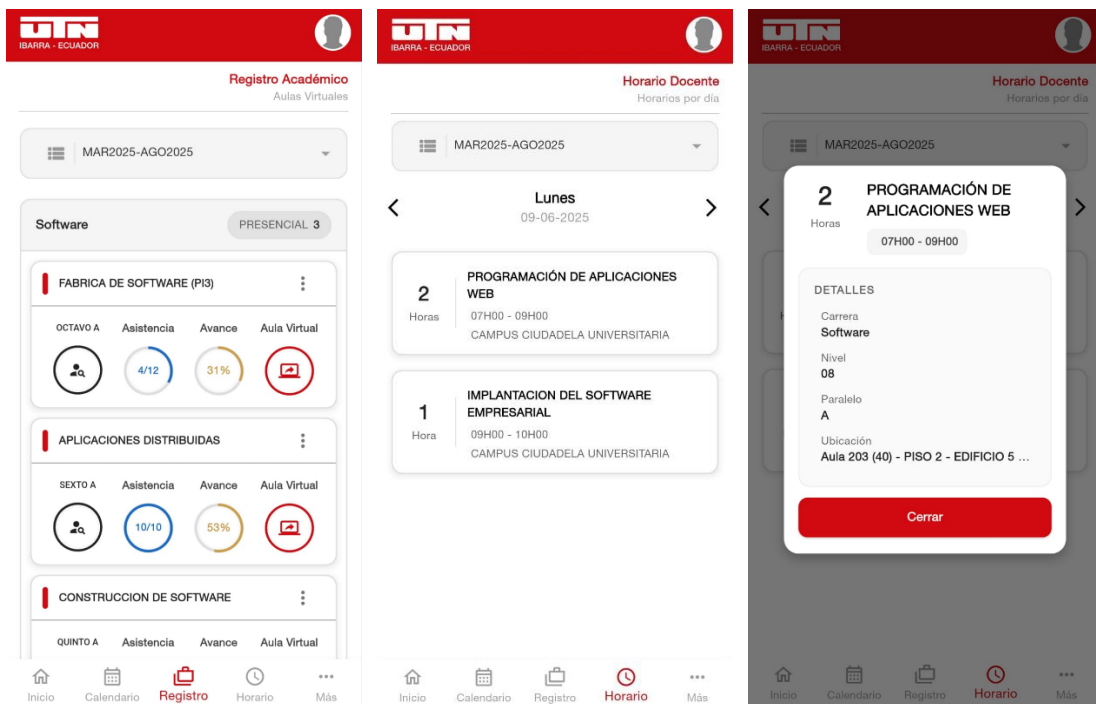 UTN
IBARRA - ECUADOR
Registro Académico
Aulas Virtuales
MAR2025-AGO2025
Software
PRESENCIAL 3
FABRICA DE SOFTWARE (PI3)
OCTAVO A Asistencia Avance Aula Virtual
4/12 31%
APLICACIONES DISTRIBUIDAS
SEXTO A Asistencia Avance Aula Virtual
10/10 53%
CONSTRUCCION DE SOFTWARE
QUINTO A Asistencia Avance Aula Virtual
Inicio Calendario Registro Horario Más
UTN
IBARRA - ECUADOR
Horario Docente
Horarios por día
MAR2025-AGO2025
Lunes
09-06-2025
2
Horas
PROGRAMACIÓN DE APLICACIONES
WEB
07H00 - 09H00
CAMPUS CIUDADELA UNIVERSITARIA
1
Hora
IMPLANTACION DEL SOFTWARE
EMPRESARIAL
09H00 - 10H00
CAMPUS CIUDADELA UNIVERSITARIA
Inicio Calendario Registro Horario Más
UTN
IBARRA - ECUADOR
Horario Docente
Horarios por día
MAR2025-AGO2025
2
Horas
PROGRAMACIÓN DE
APLICACIONES WEB
07H00 - 09H00
DETALLES
Carrera
Software
Nivel
08
Paralelo
A
Ubicación
Aula 203 (40) - PISO 2 - EDIFICIO 5 ...
Cerrar
Inicio Calendario Registro Horario Más